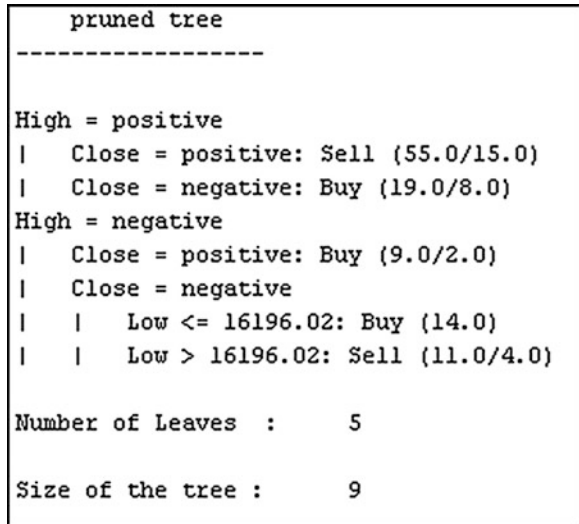 pruned tree
------------------
High = positive
|   Close = positive: Sell (55.0/15.0)
|   Close = negative: Buy (19.0/8.0)
High = negative
|   Close = positive: Buy (9.0/2.0)
|   Close = negative
|   |   Low <= 16196.02: Buy (14.0)
|   |   Low > 16196.02: Sell (11.0/4.0)
Number of Leaves  :     5
Size of the tree :      9